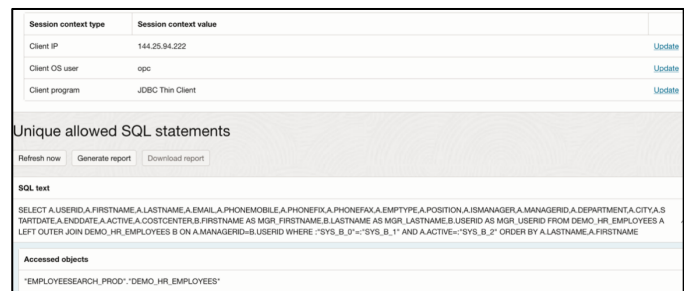 Session context type Session context value
Client IP 144.25.94.222 Update
Client OS user opc Update
Client program JDBC Thin Client Update
Unique allowed SQL statements
Refresh now Generate report Download report
SQL text
SELECT A.USERID,A.FIRSTNAME,A.LASTNAME,A.EMAIL,A.PHONEMOBILE,A.PHONEFIX,A.PHONEFAX,A.EMPTYPE,A.POSITION,A.ISMANAGER,A.MANAGERID,A.DEPARTMENT,A.CITY,A.S
TARTDATE,A.ENDDATE,A.ACTIVE,A.COSTCENTER,B.FIRSTNAME AS MGR_FIRSTNAME,B.LASTNAME AS MGR_LASTNAME,B.USERID AS MGR_USERID FROM DEMO_HR_EMPLOYEES A
LEFT OUTER JOIN DEMO_HR_EMPLOYEES B ON A.MANAGERID=B.USERID WHERE :"SYS_B_0"=:"SYS_B_1" AND A.ACTIVE=:"SYS_B_2" ORDER BY A.LASTNAME,A.FIRSTNAME
Accessed objects
"EMPLOYEESEARCH_PROD"."DEMO_HR_EMPLOYEES"